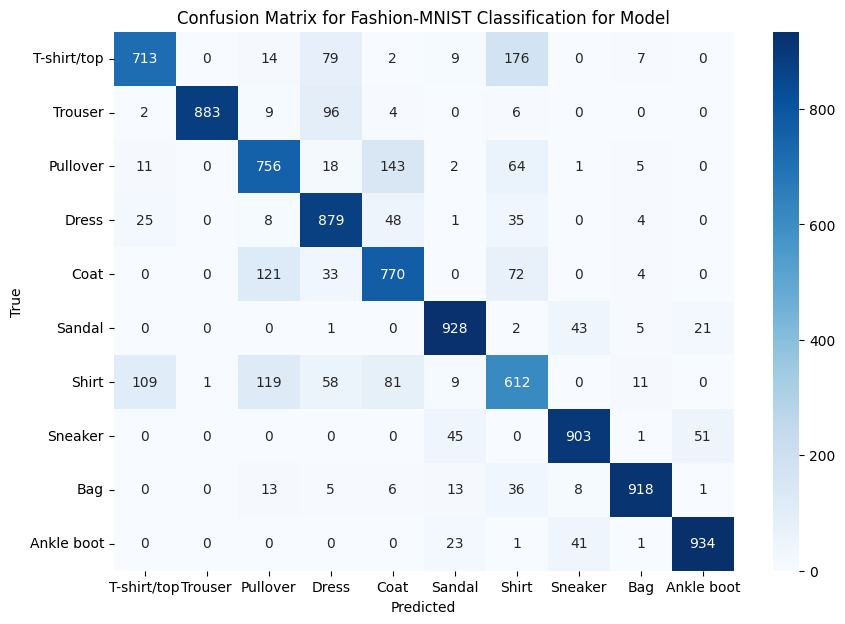 Confusion Matrix for Fashion-MNIST Classification for Model
T-shirt/top 713 0 14 79 2 9 176 0 7 0
Trouser 2 883 9 96 4 0 6 0 0 0
Pullover 11 0 756 18 143 2 64 1 5 0
Dress 25 0 8 879 48 1 35 0 4 0
Coat 0 0 121 33 770 0 72 0 4 0
Sandal 0 0 0 1 0 928 2 43 5 21
Shirt 109 1 119 58 81 9 612 0 11 0
Sneaker 0 0 0 0 0 45 0 903 1 51
Bag 0 0 13 5 6 13 36 8 918 1
Ankle boot 0 0 0 0 0 23 1 41 1 934
T-shirt/top Trouser Pullover Dress Coat Sandal Shirt Sneaker Bag Ankle boot
Predicted
True
800
600
400
200
0